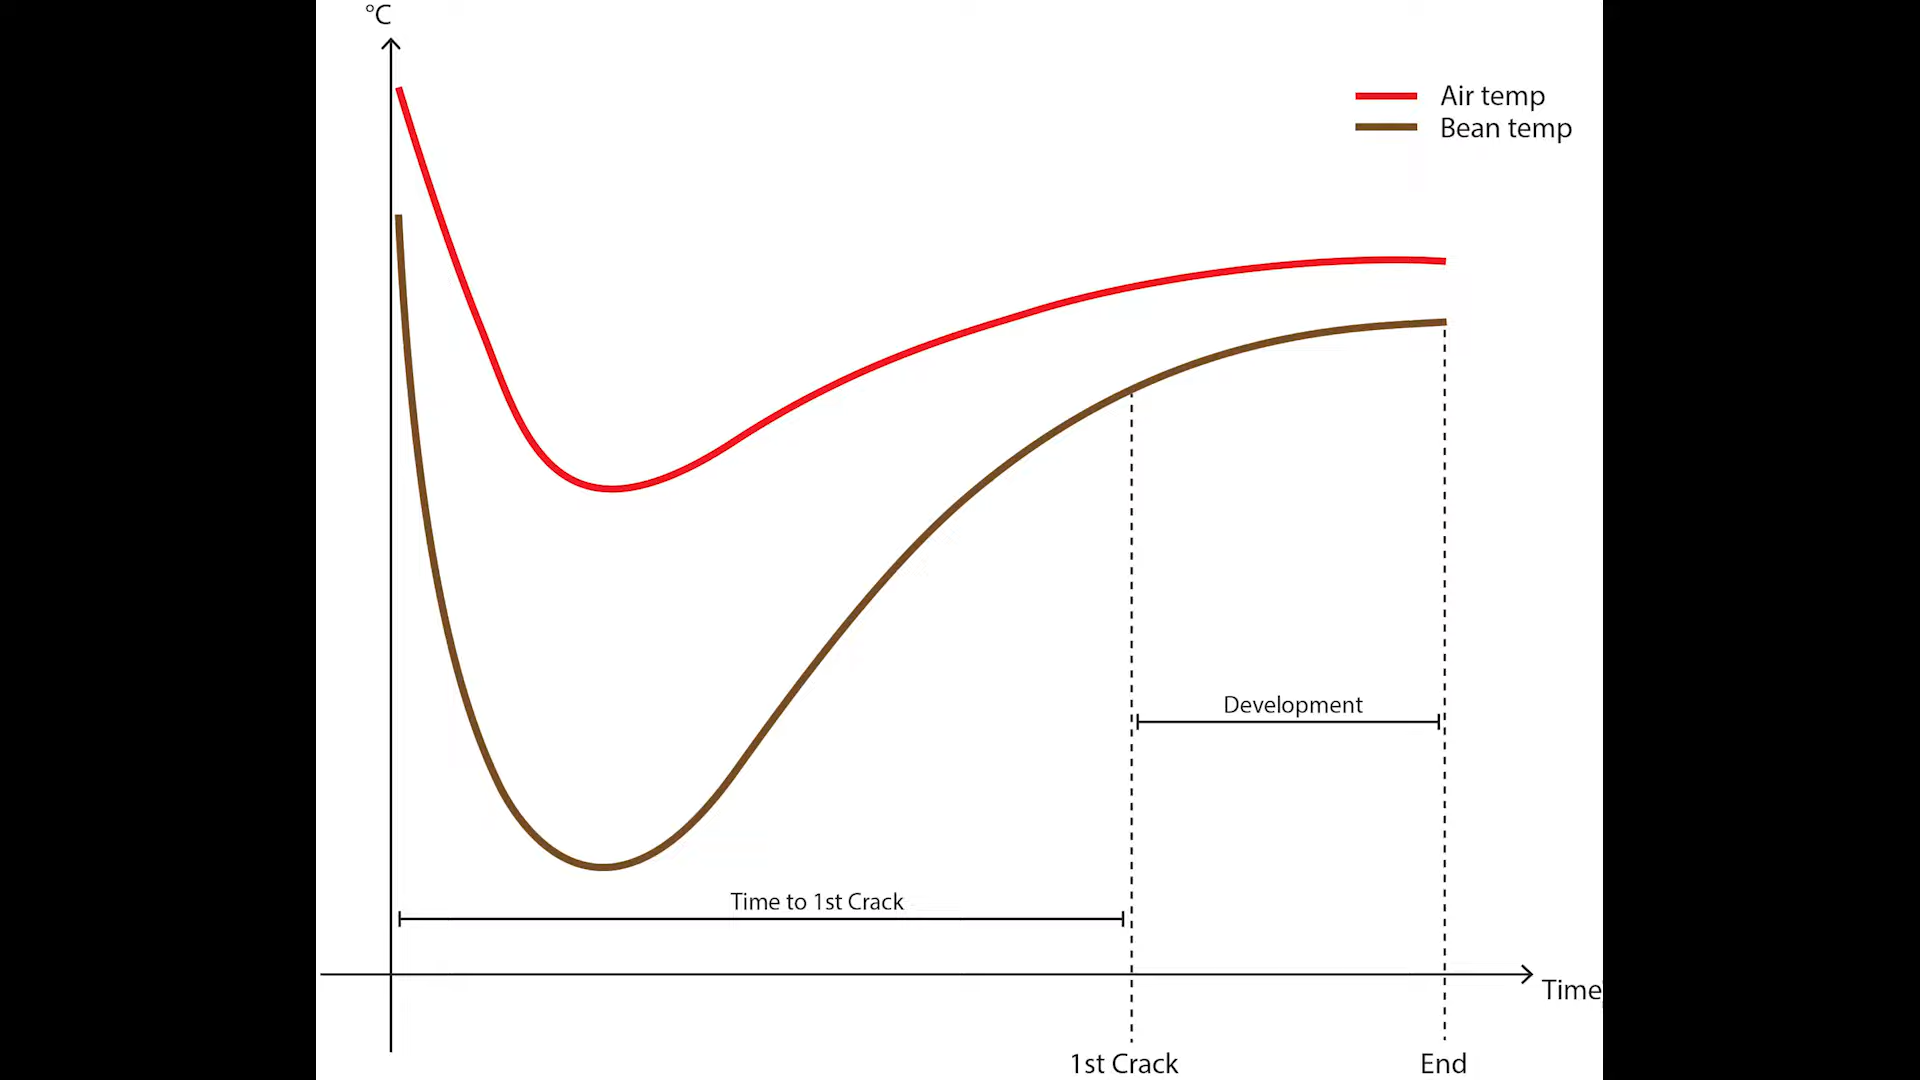 °C
Air temp
Bean temp
Development
Time to 1st Crack
Time
1st Crack
End